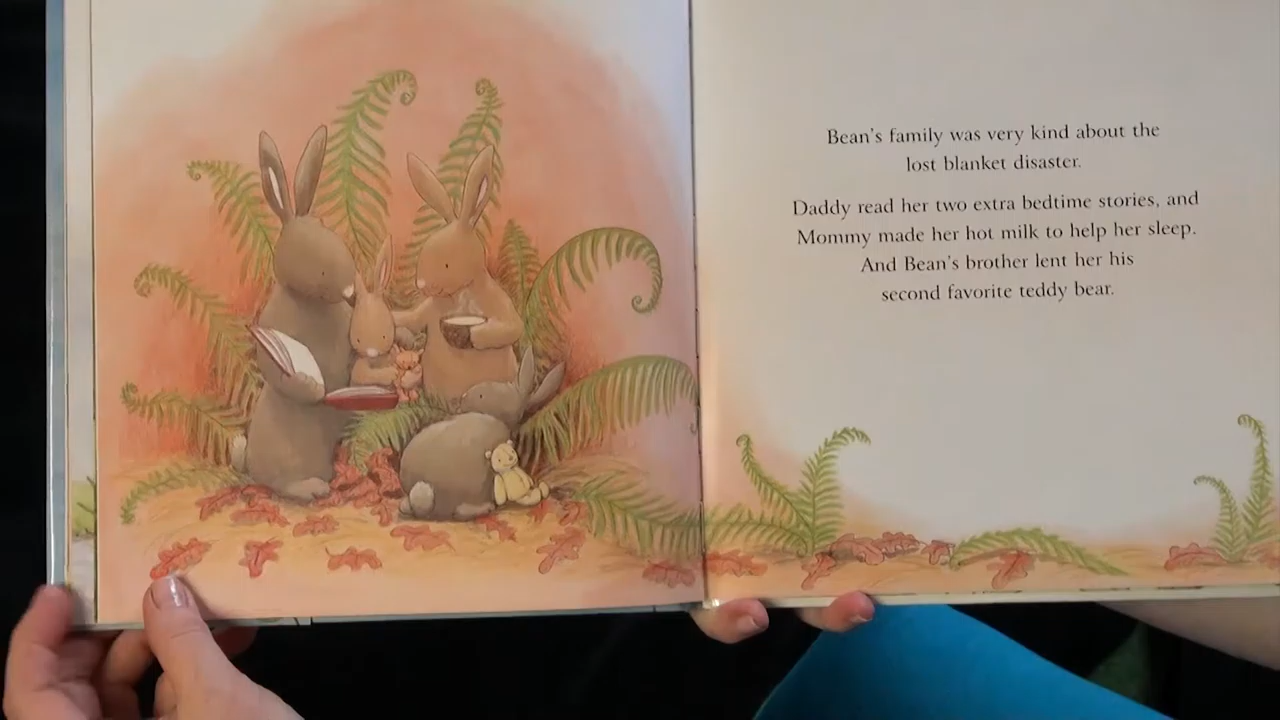 Bean's family was very kind about the
lost blanket disaster.
Daddy read her two extra bedtime stories, and
Mommy made her hot milk to help her sleep.
And Bean's brother lent her his
second favorite teddy bear.